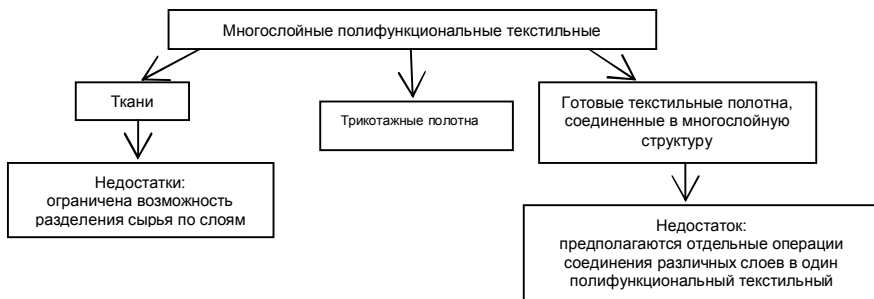 Многослойные полифункциональные текстильные
Ткани
Трикотажные полотна
Готовые текстильные полотна,
соединенные в многослойную
структуру
Недостатки:
ограничена возможность
разделения сырья по слоям
Недостаток:
предполагаются отдельные операции
соединения различных слоев в один
полифункциональный текстильный